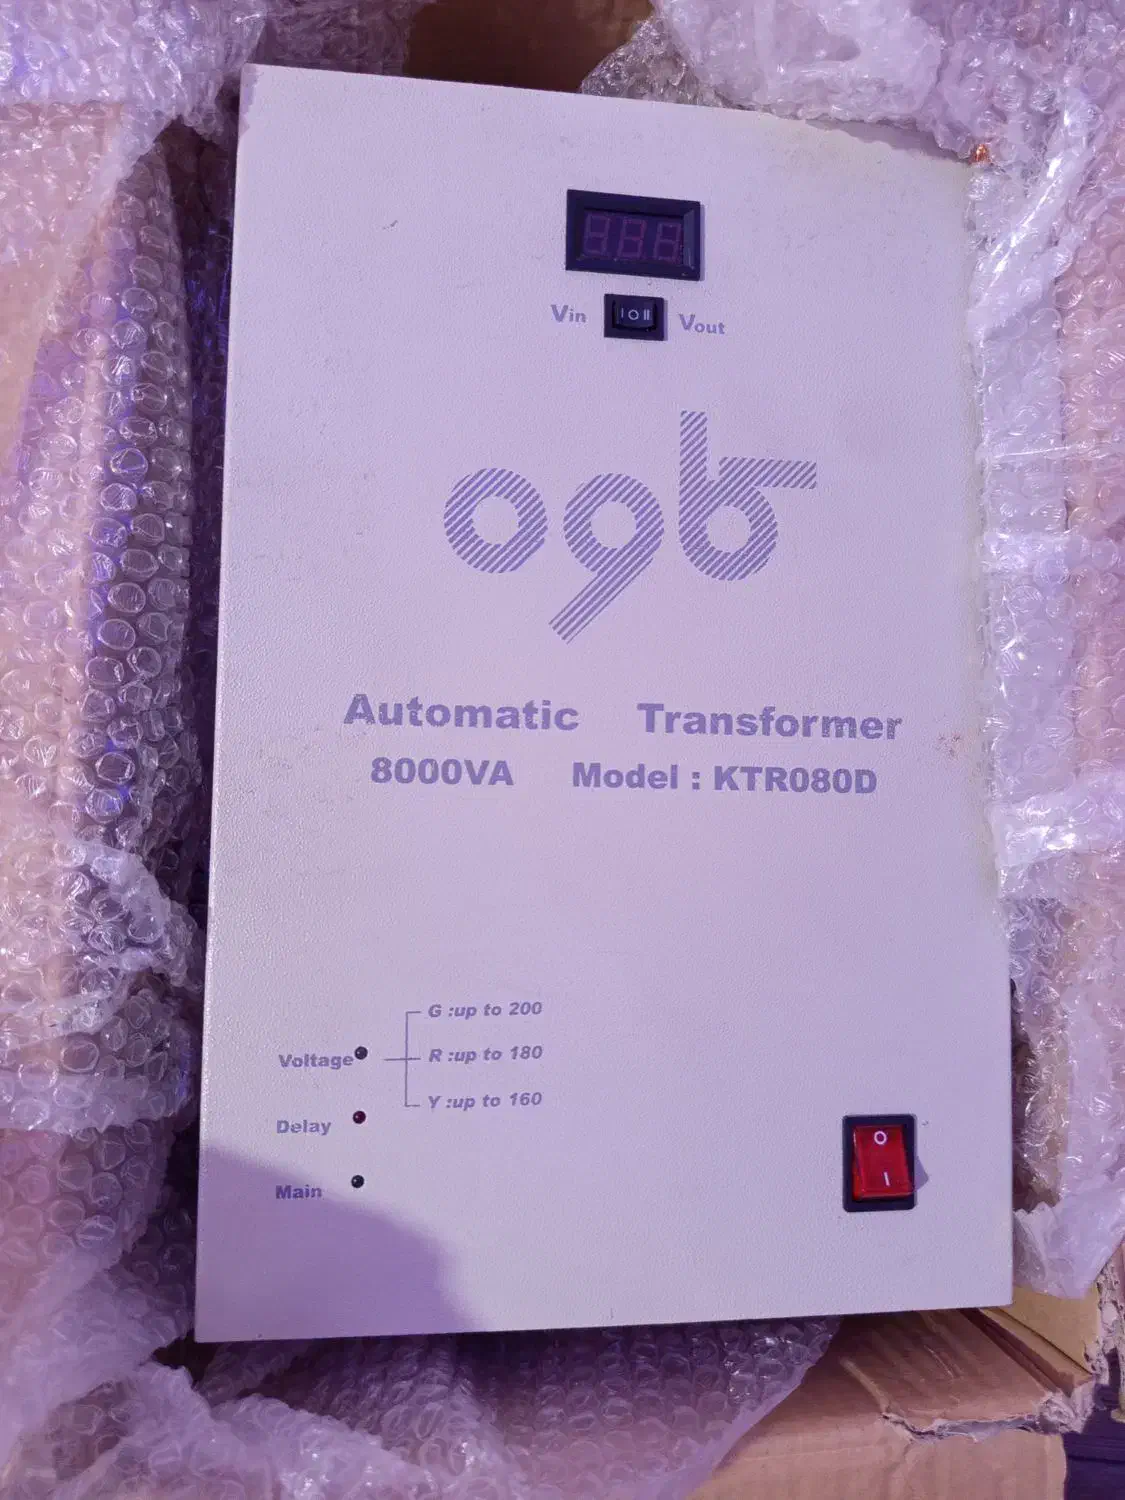 Vin
I O II
Vout
Automatic Transformer
8000VA Model : KTR080D
G :up to 200
Voltage
R :up to 180
Y :up to 160
Delay
Main
O
I